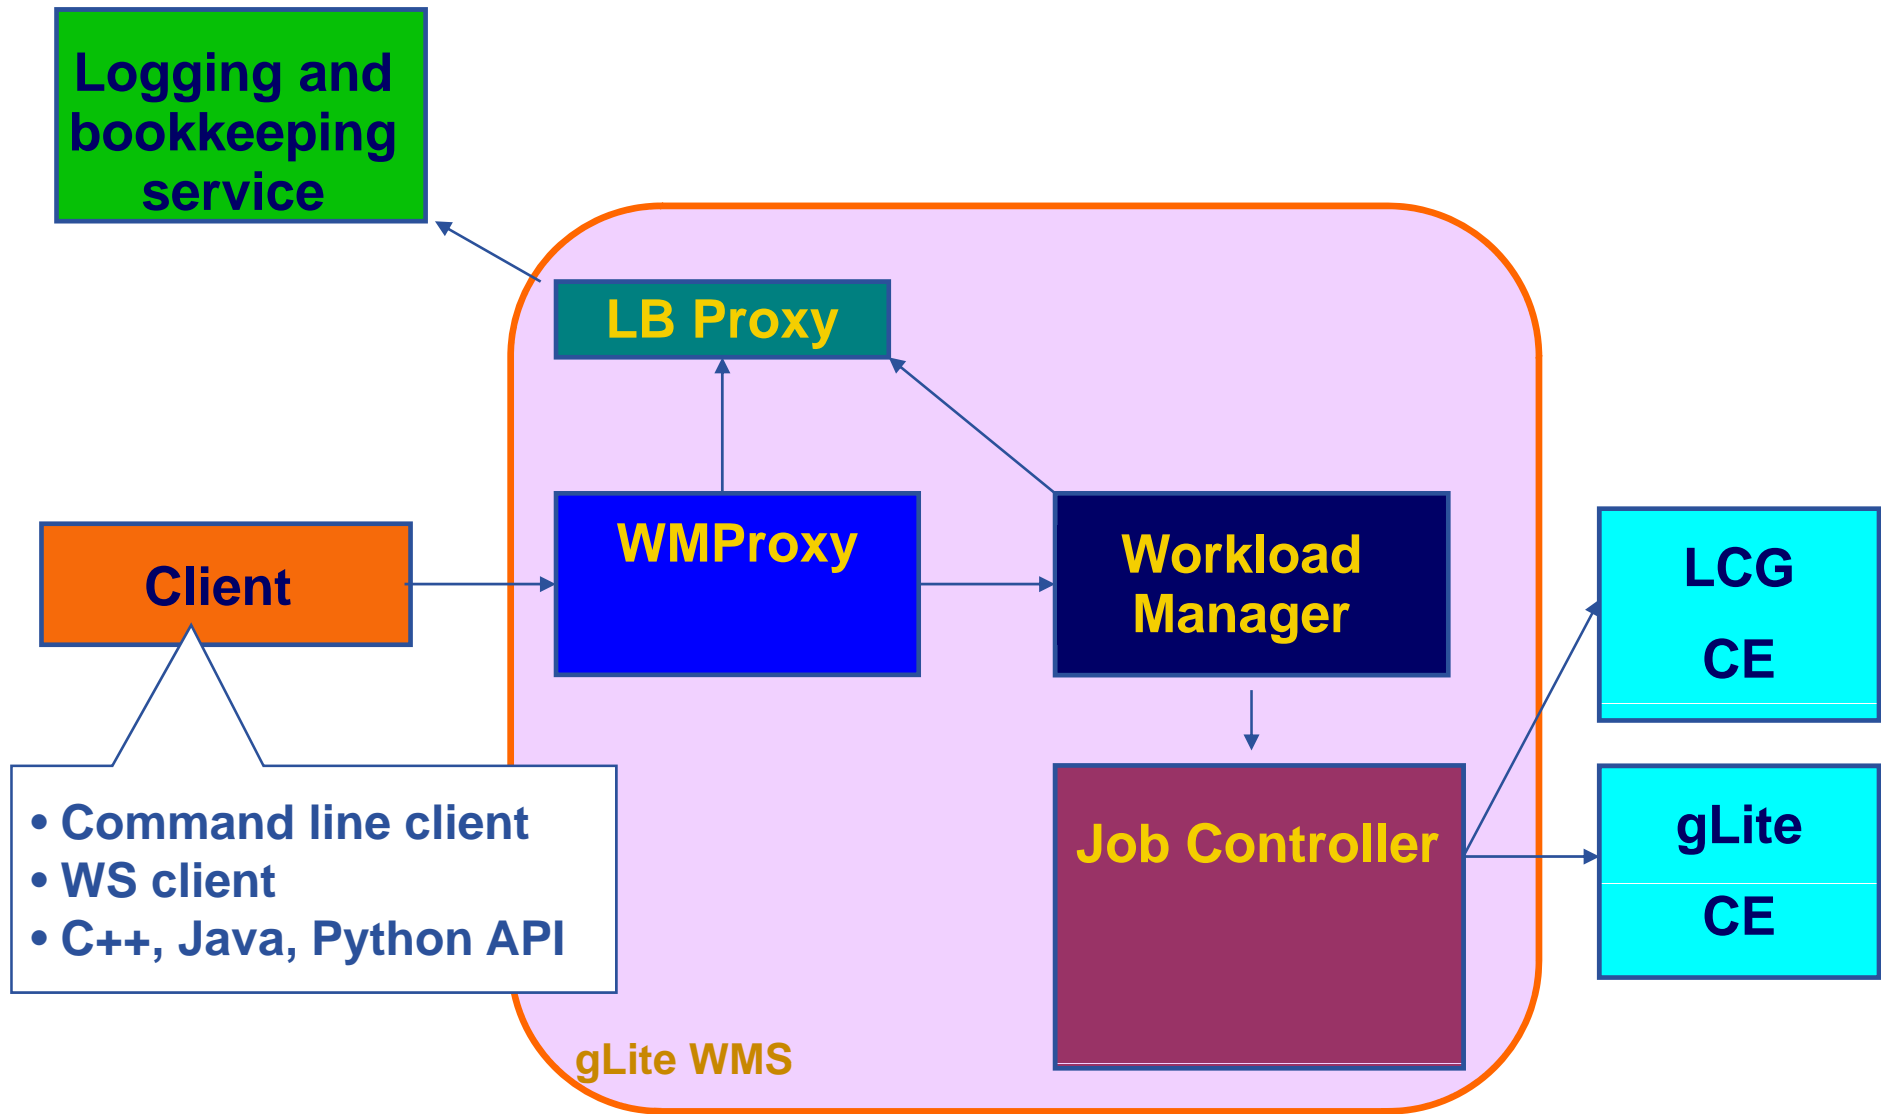 Logging and
bookkeeping
service
LB Proxy
WMProxy
Workload
Manager
Client
LCG
CE
• Command line client
• WS client
• C++, Java, Python API
Job Controller
gLite
CE
gLite WMS